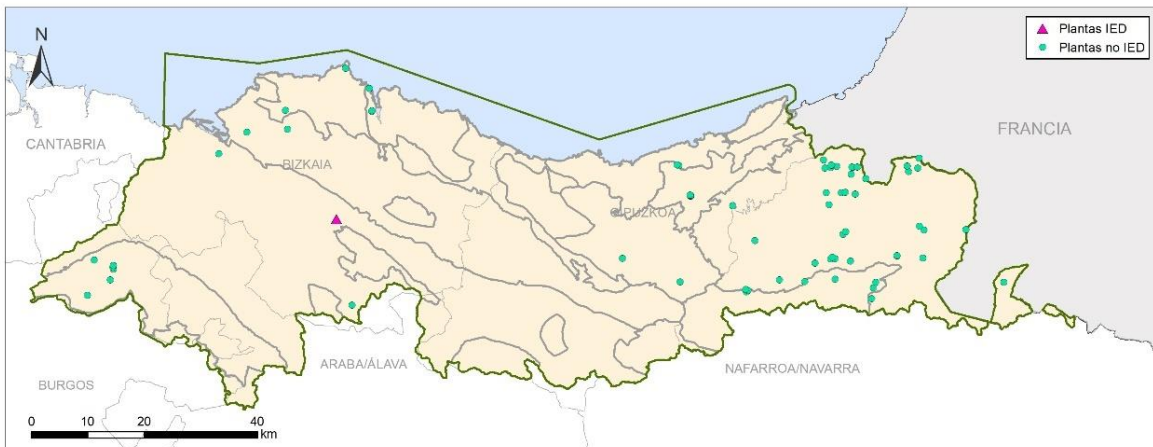 N
Plantas IED
Plantas no IED
CANTABRIA
FRANCIA
BIZKAIA
GIPUZKOA
ARABA/ÁLAVA
NAFARROA/NAVARRA
BURGOS
0 10 20 40
km